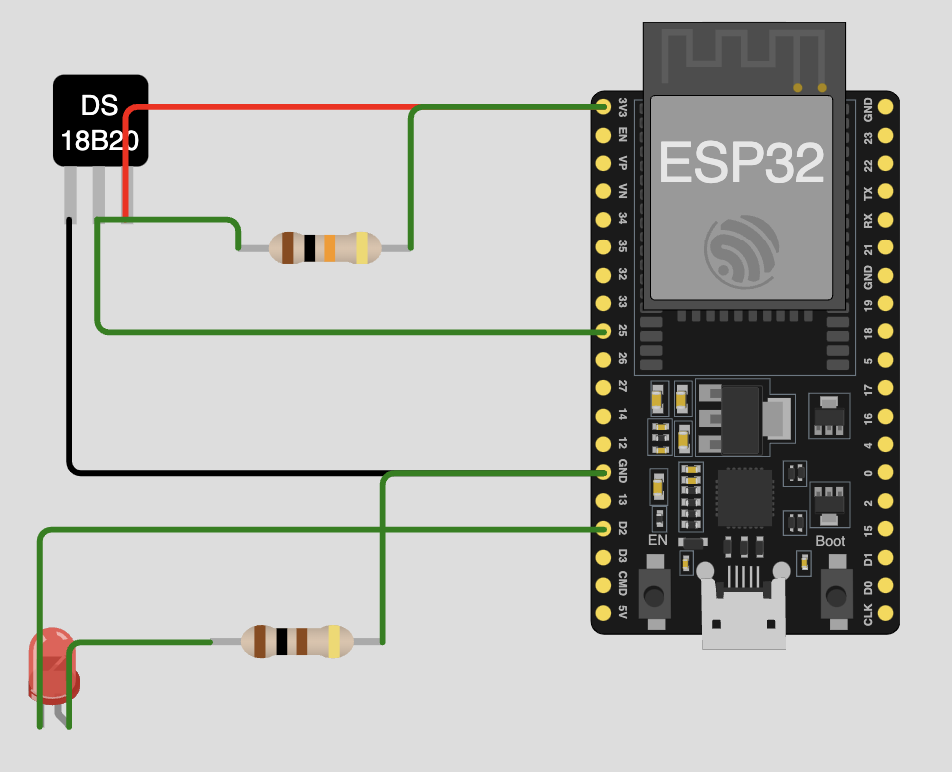 DS
18B20
ESP32
3V3
EN
VP
VN
34
35
32
33
25
26
27
14
12
GND
13
D2
D3
CMD
5V
GND
23
22
TX
RX
21
GND
19
18
5
17
16
4
0
2
15
D1
D0
CLK
EN
Boot